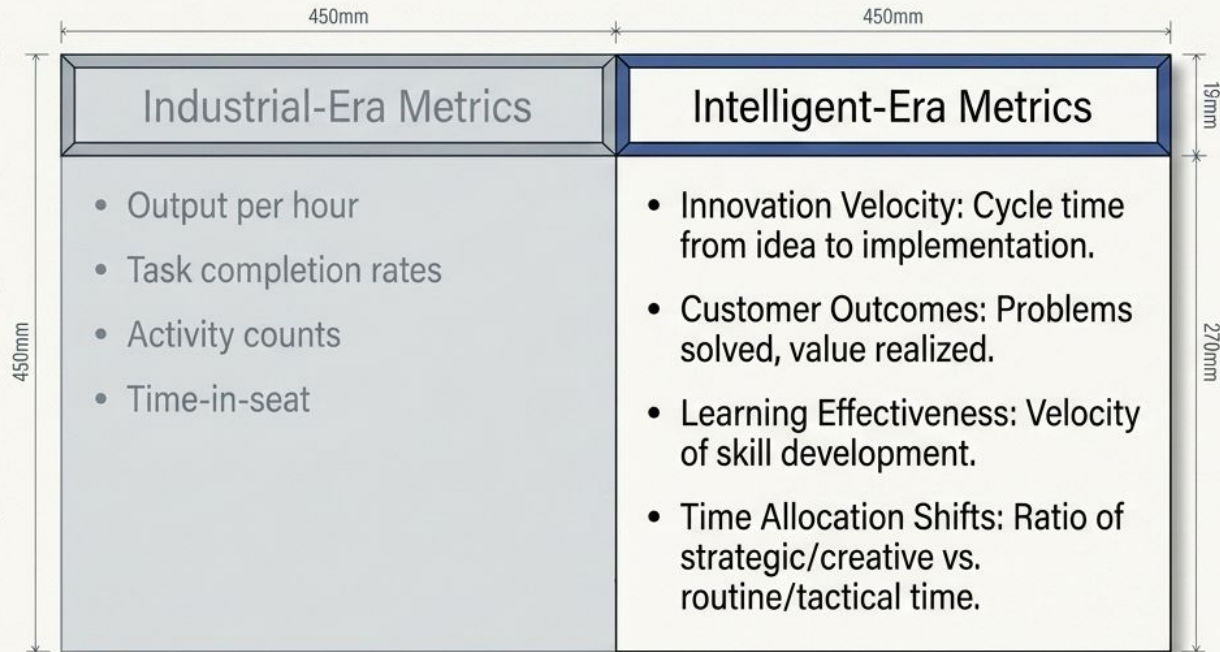 450mm
450mm
Industrial-Era Metrics
Intelligent-Era Metrics
19mm
• Output per hour
• Task completion rates
• Activity counts
• Time-in-seat
• Innovation Velocity: Cycle time
from idea to implementation.
• Customer Outcomes: Problems
solved, value realized.
• Learning Effectiveness: Velocity
of skill development.
• Time Allocation Shifts: Ratio of
strategic/creative vs.
routine/tactical time.
450mm
270mm